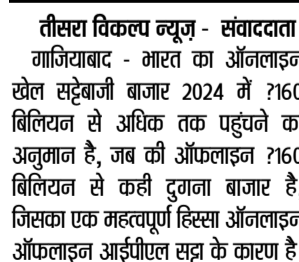 तीसरा विकल्प न्यूज़ - संवाददाता
गाजियाबाद - भारत का ऑनलाइन
खेल सट्टेबाजी बाजार 2024 में ?160
बिलियन से अधिक तक पहुंचने का
अनुमान है, जब की ऑफलाइन ?160
बिलियन से कही दुगना बाजार है
जिसका एक महत्वपूर्ण हिस्सा ऑनलाइन
ऑफलाइन आईपीएल सट्टा के कारण है